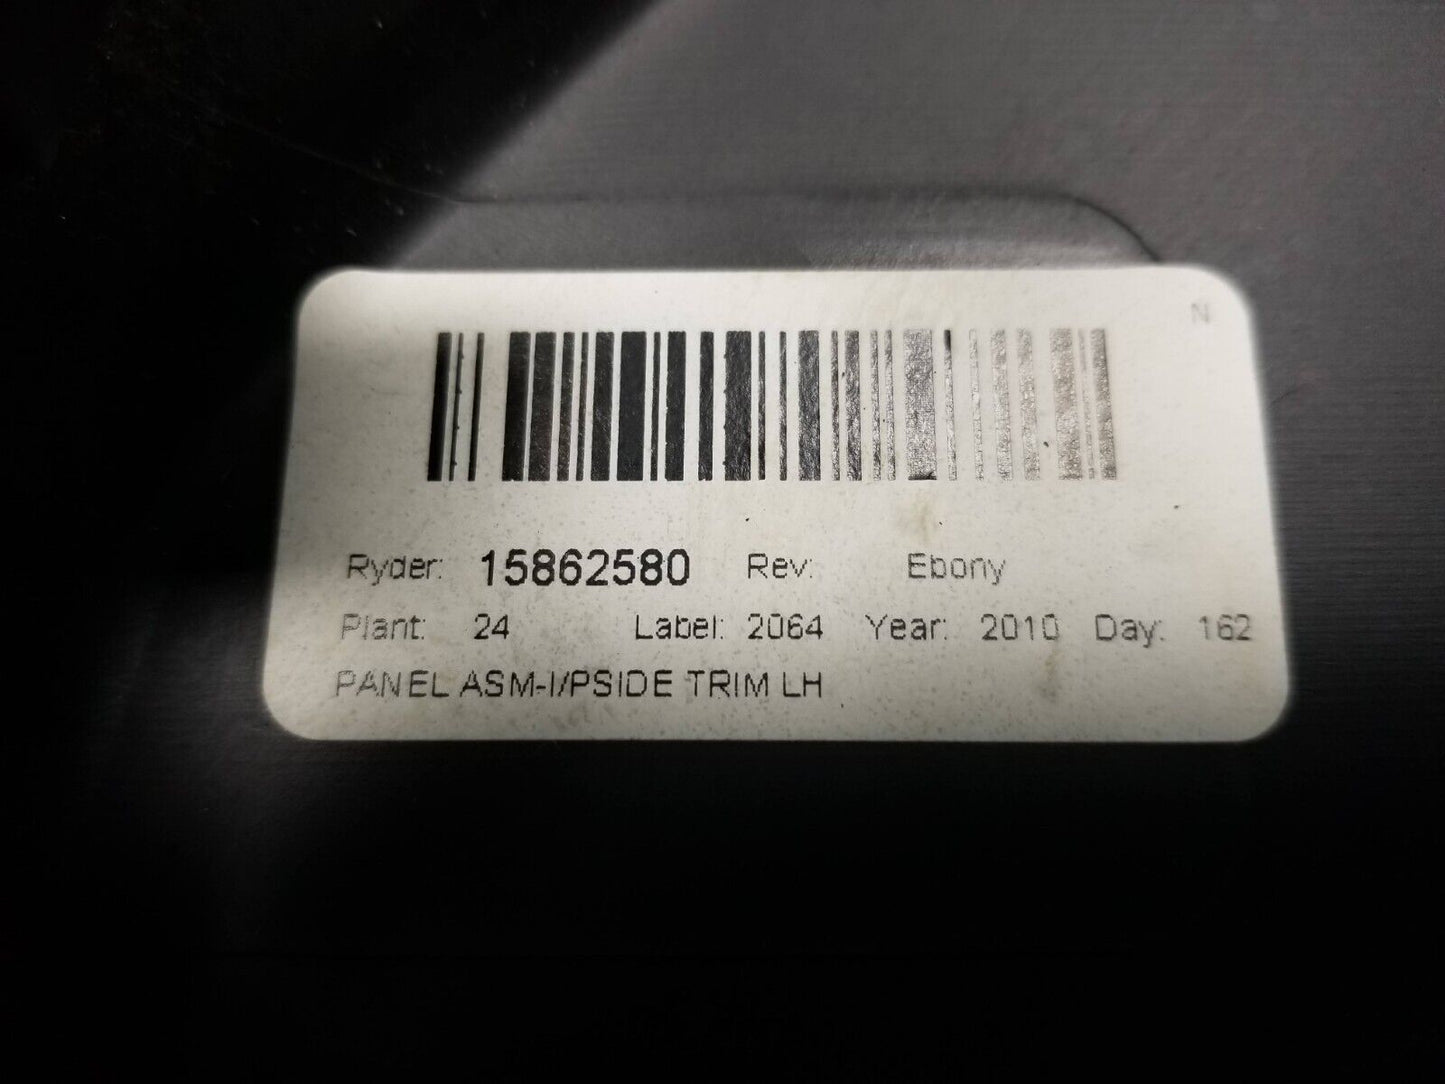 N
Ryder: 15862580 Rev: Ebony
Plant: 24 Label: 2064 Year: 2010 Day: 162
PANEL ASM-I/PSIDE TRIM LH